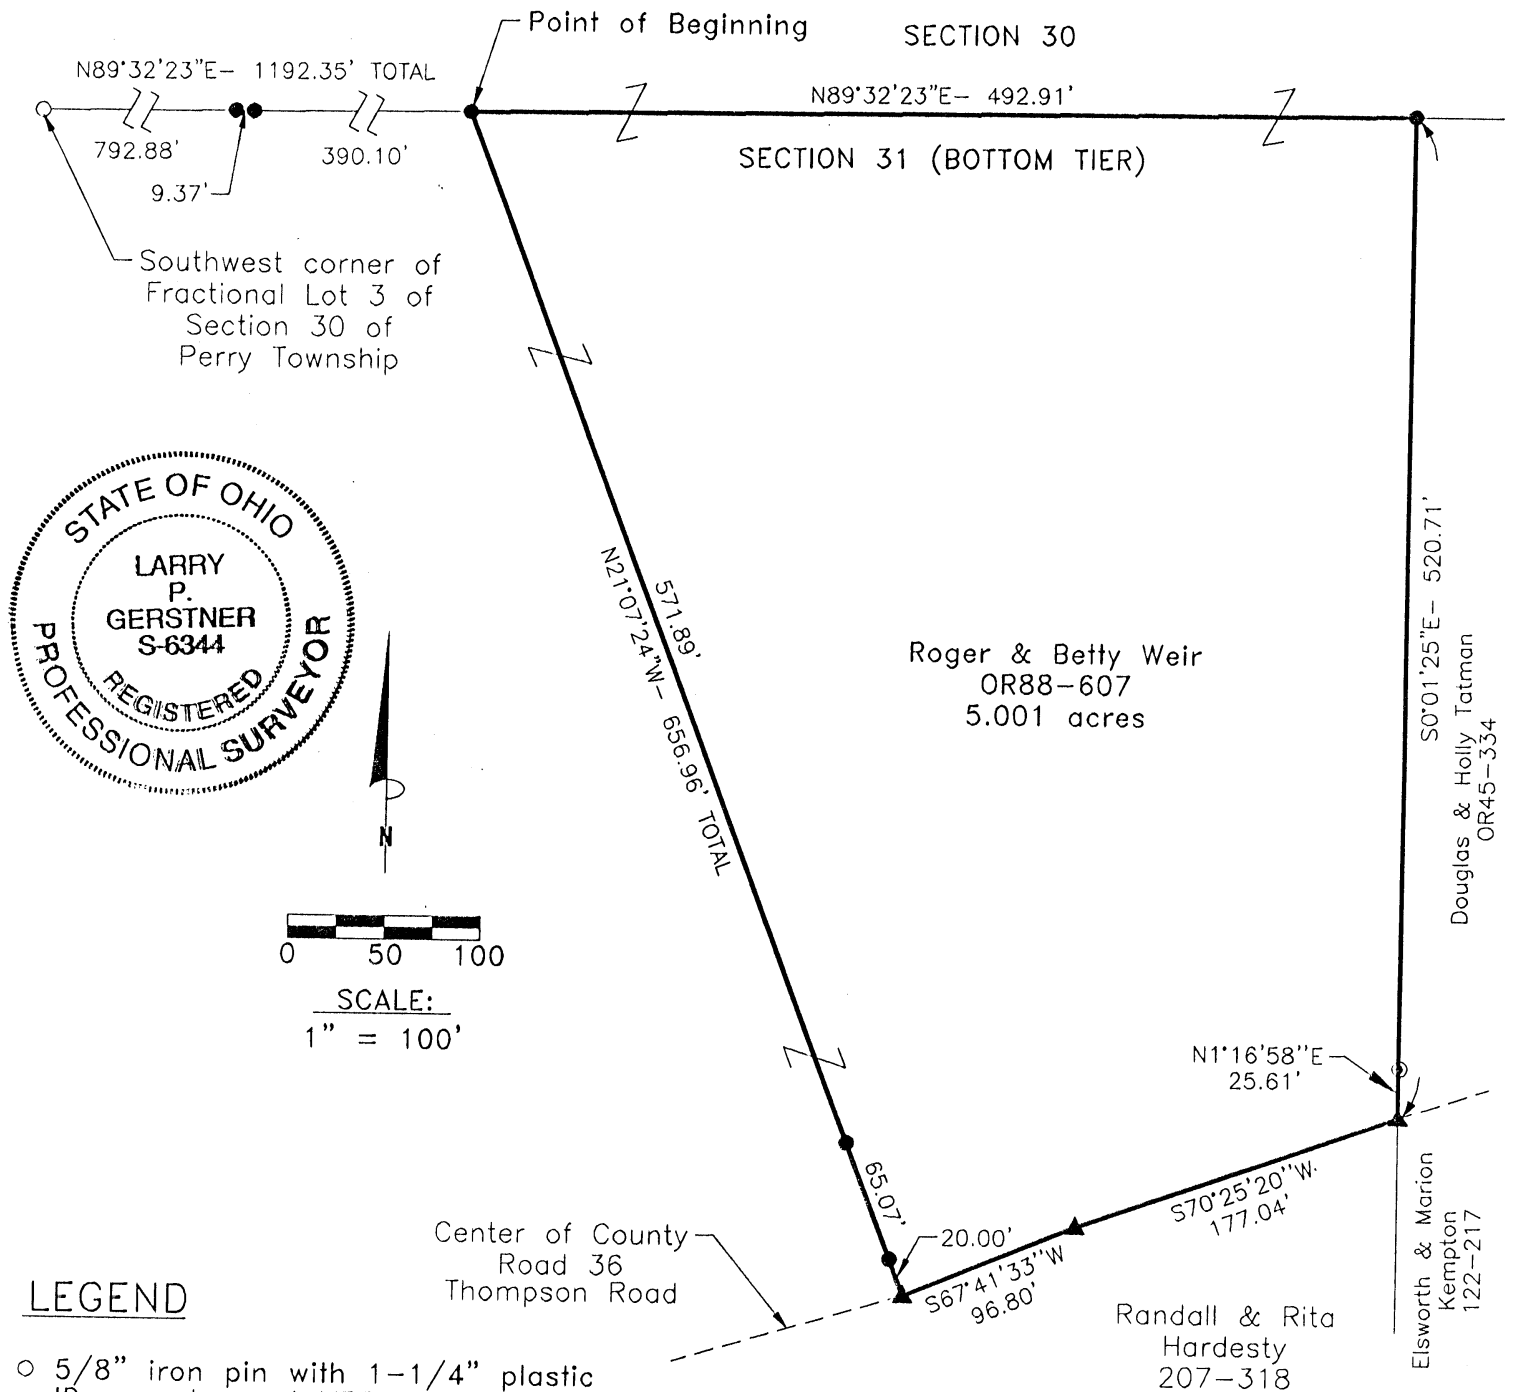 Point of Beginning
SECTION 30
N89°32'23"E- 1192.35' TOTAL
N89°32'23"E- 492.91'
792.88'
390.10'
9.37'
SECTION 31 (BOTTOM TIER)
Southwest corner of
Fractional Lot 3 of
Section 30 of
Perry Township
STATE OF OHIO
LARRY
P.
GERSTNER
S-6344
REGISTERED
PROFESSIONAL SURVEYOR
571.89'
N21°07'24"W- 656.96' TOTAL
Roger & Betty Weir
OR88-607
5.001 acres
S0°01'25"E- 520.71'
Douglas & Holly Tatman
OR45-334
N
0 50 100
SCALE:
1" = 100'
N1°16'58"E
25.61'
65.07'
20.00'
S70°25'20"W
177.04'
S67°41'33"W
96.80'
Center of County
Road 36
Thompson Road
Elsworth & Marion
Kempton
122-217
Randall & Rita
Hardesty
207-318
LEGEND
5/8" iron pin with 1-1/4" plastic